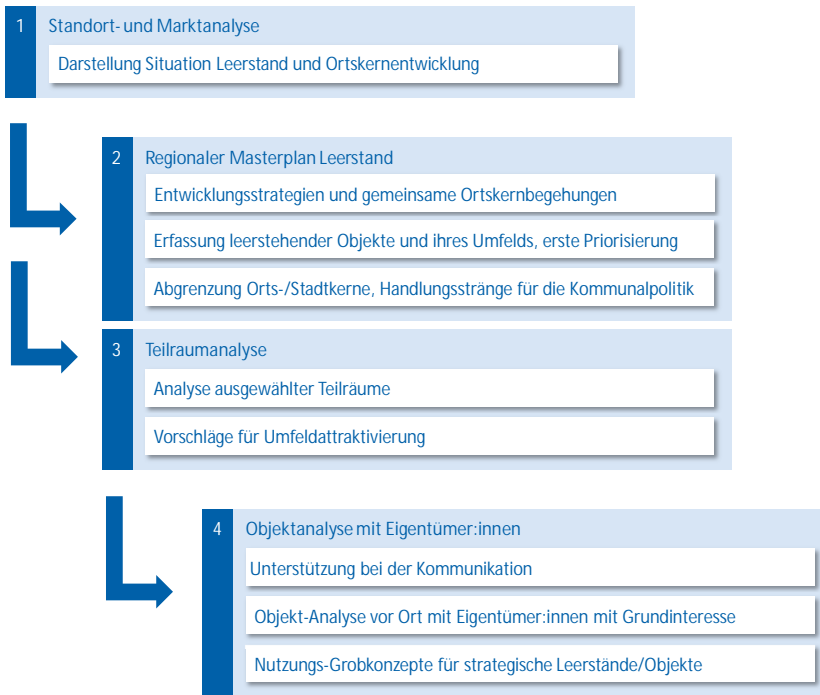 1 Standort- und Marktanalyse
Darstellung Situation Leerstand und Ortskernentwicklung
2 Regionaler Masterplan Leerstand
Entwicklungsstrategien und gemeinsame Ortskernbegehungen
Erfassung leerstehender Objekte und ihres Umfelds, erste Priorisierung
Abgrenzung Orts-/Stadtkerne, Handlungsstränge für die Kommunalpolitik
3 Teilraumanalyse
Analyse ausgewählter Teilräume
Vorschläge für Umfeldattraktivierung
4 Objektanalyse mit Eigentümer:innen
Unterstützung bei der Kommunikation
Objekt-Analyse vor Ort mit Eigentümer:innen mit Grundinteresse
Nutzungs-Grobkonzepte für strategische Leerstände/Objekte